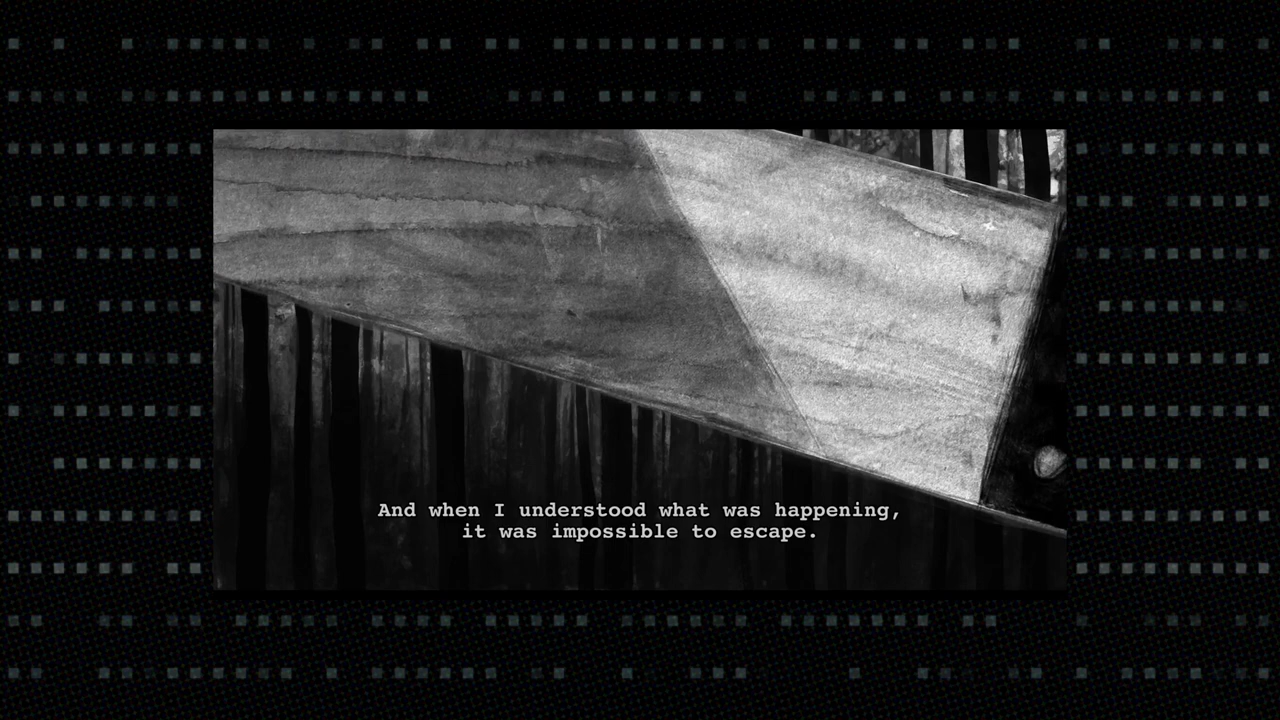 And when I understood what was happening,
it was impossible to escape.